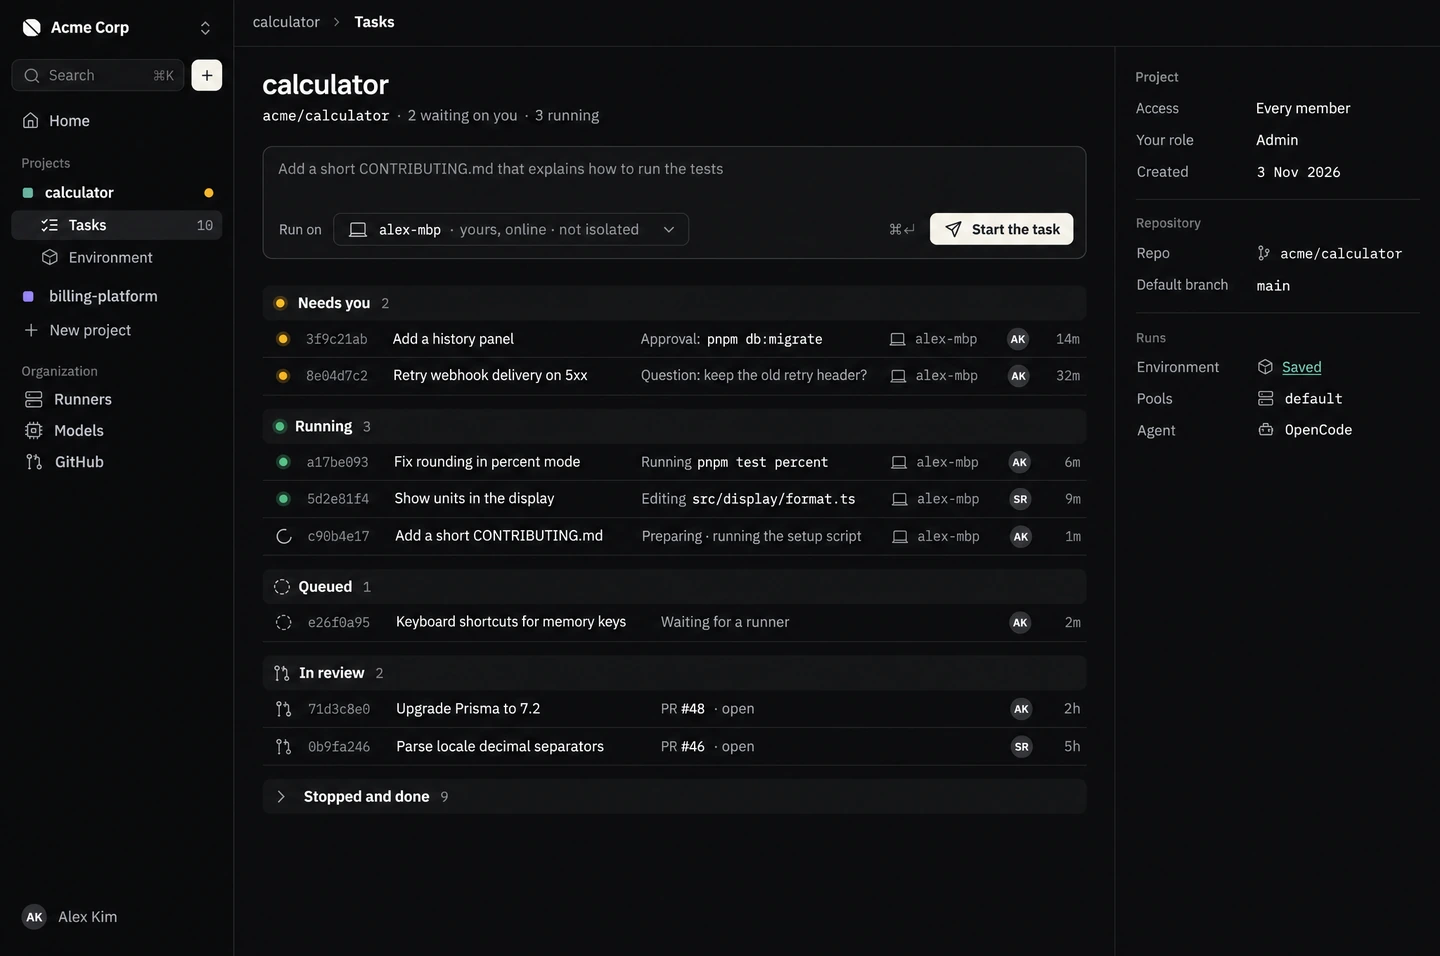 Acme Corp
Search ⌘K +
Home
Projects
calculator
Tasks 10
Environment
billing-platform
New project
Organization
Runners
Models
GitHub
AK Alex Kim
calculator > Tasks
calculator
acme/calculator · 2 waiting on you · 3 running
Add a short CONTRIBUTING.md that explains how to run the tests
Run on alex-mbp · yours, online · not isolated ⌘↵ Start the task
Needs you 2
3f9c21ab Add a history panel Approval: pnpm db:migrate alex-mbp AK 14m
8e04d7c2 Retry webhook delivery on 5xx Question: keep the old retry header? alex-mbp AK 32m
Running 3
a17be093 Fix rounding in percent mode Running pnpm test percent alex-mbp AK 6m
5d2e81f4 Show units in the display Editing src/display/format.ts alex-mbp SR 9m
c90b4e17 Add a short CONTRIBUTING.md Preparing · running the setup script alex-mbp AK 1m
Queued 1
e26f0a95 Keyboard shortcuts for memory keys Waiting for a runner AK 2m
In review 2
71d3c8e0 Upgrade Prisma to 7.2 PR #48 · open AK 2h
0b9fa246 Parse locale decimal separators PR #46 · open SR 5h
Stopped and done 9
Project
Access Every member
Your role Admin
Created 3 Nov 2026
Repository
Repo acme/calculator
Default branch main
Runs
Environment Saved
Pools default
Agent OpenCode